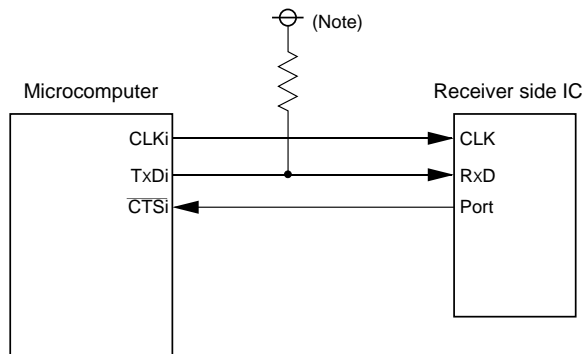 (Note)
Microcomputer
Receiver side IC
CLKi
CLK
TxDi
RxD
CTSi
Port